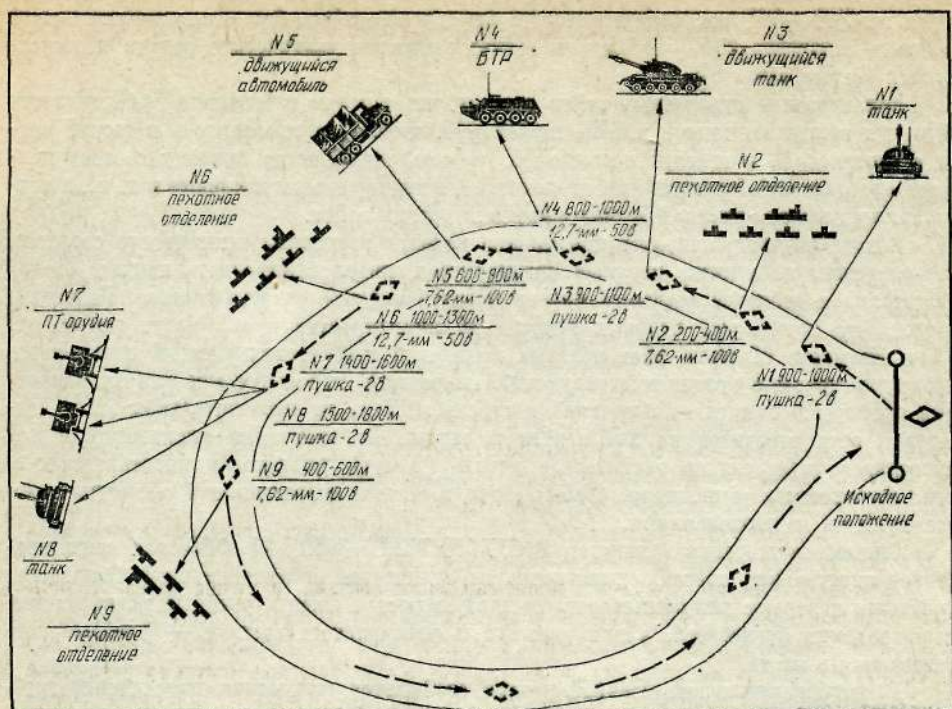 N5
движущийся
автомобиль
N4
БТР
N3
движущийся
танк
N1
танк
N2
пехотное отделение
N6
пехотное
отделение
N7
ПТ орудия
N4 800-1000м
12,7-мм-50в
N5 600-800м
7,62-мм-100в
N3 900-1100м
пушка-2в
N6 1000-1300м
12,7-мм-50в
N2 200-400м
7,62-мм-100в
N7 1400-1600м
пушка-2в
N1 900-1000м
пушка-2в
N8 1500-1800м
пушка-2в
N9 400-600м
7,62-мм-100в
Исходное
положение
N8
танк
N9
пехотное
отделение